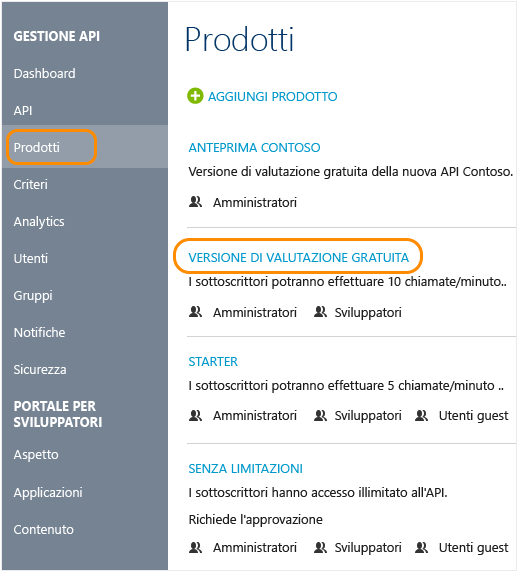 GESTIONE API
Dashboard
API
Prodotti
Criteri
Analytics
Utenti
Gruppi
Notifiche
Sicurezza
PORTALE PER
SVILUPPATORI
Aspetto
Applicazioni
Contenuto
Prodotti
AGGIUNGI PRODOTTO
ANTEPRIMA CONTOSO
Versione di valutazione gratuita della nuova API Contoso.
Amministratori
VERSIONE DI VALUTAZIONE GRATUITA
I sottoscrittori potranno effettuare 10 chiamate/minuto..
Amministratori Sviluppatori
STARTER
I sottoscrittori potranno effettuare 5 chiamate/minuto ..
Amministratori Sviluppatori Utenti guest
SENZA LIMITAZIONI
I sottoscrittori hanno accesso illimitato all'API.
Richiede l'approvazione
Amministratori Sviluppatori Utenti guest